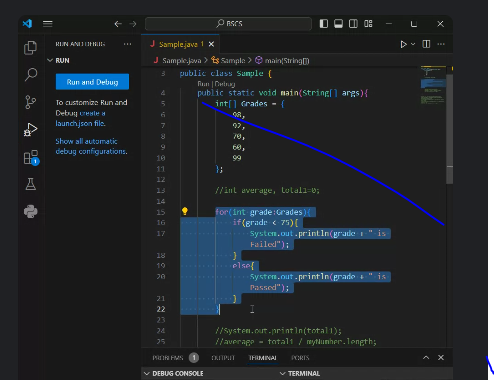 BSCS
RUN AND DEBUG
RUN
Run and Debug
To customize Run and
Debug create a
launch.json file.
Show all automatic
debug configurations.
1
Sample.java 1
Sample.java > Sample > main(String[])
3 public class Sample {
Run | Debug
4 public static void main(String[] args){
5 int[] Grades = {
6 98,
7 92,
8 70,
9 60,
10 99
11 };
12
13 //int average, total1=0;
14
15 for(int grade:Grades){
16 if(grade < 75){
17 System.out.println(grade + " is
Failed");
18 }
19 else{
20 System.out.println(grade + " is
Passed");
21 }
22 }
23
24 //System.out.println(total1);
25 //average = total1 / myNumber.length;
PROBLEMS 1 OUTPUT TERMINAL PORTS
DEBUG CONSOLE TERMINAL